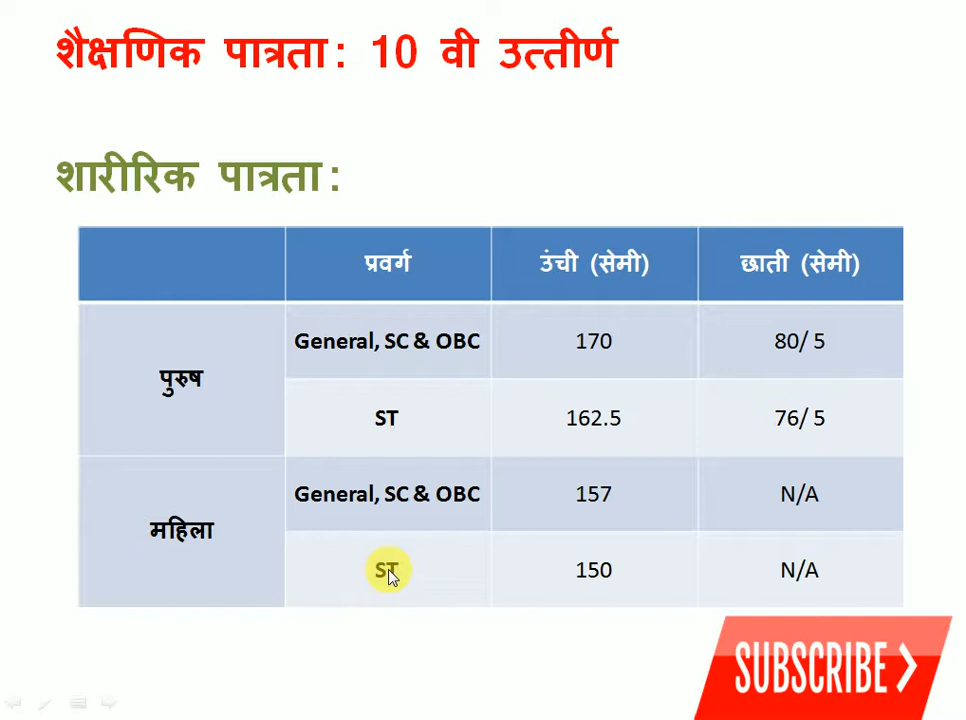 शैक्षणिक पात्रता: 10 वी उत्तीर्ण
शारीरिक पात्रता:
प्रवर्ग उंची (सेमी) छाती (सेमी)
पुरुष General, SC & OBC 170 80/ 5
ST 162.5 76/ 5
महिला General, SC & OBC 157 N/A
ST 150 N/A
SUBSCRIBE